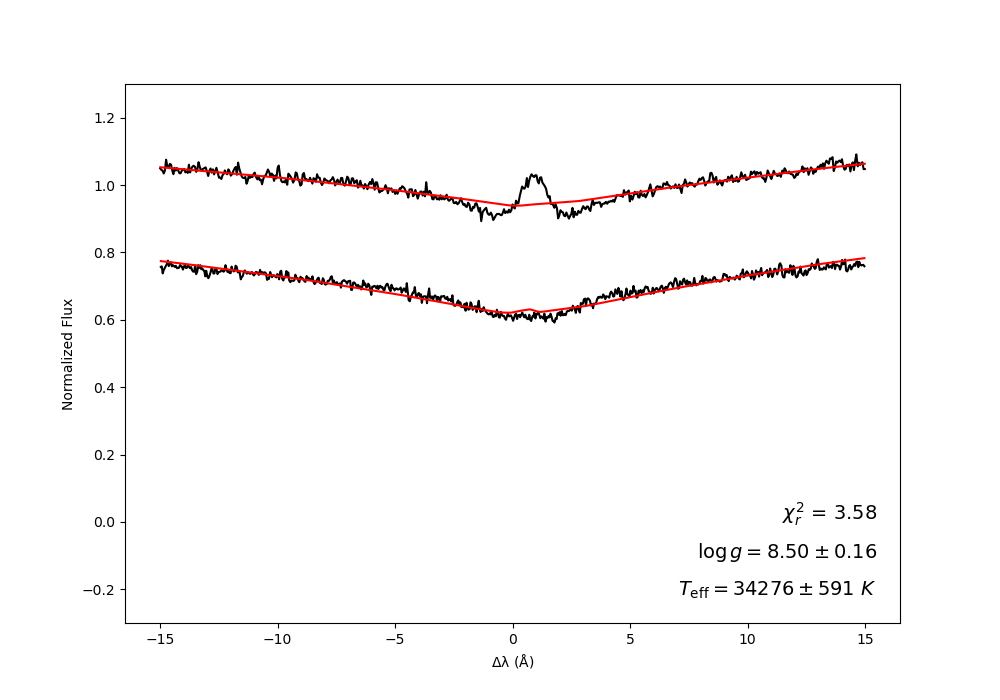 1.2
1.0
0.8
0.6
0.4
0.2
0.0
−0.2
Normalized Flux
χ²ᵣ = 3.58
log g = 8.50 ± 0.16
T_eff = 34276 ± 591 K
−15 −10 −5 0 5 10 15
Δλ (Å)